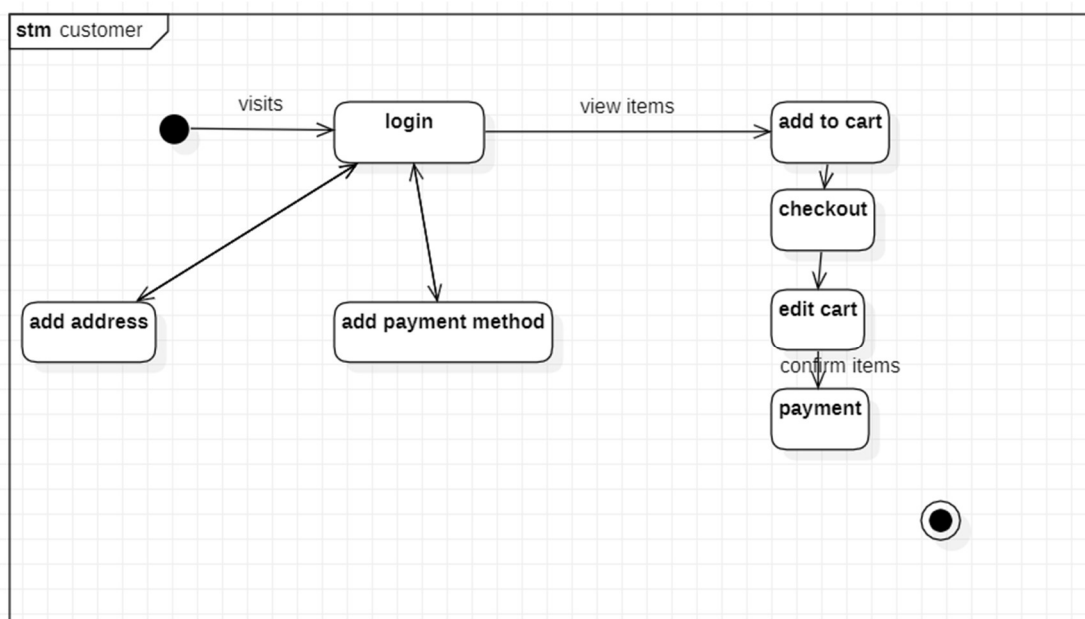 stm customer
visits
login
view items
add to cart
checkout
add address
add payment method
edit cart
confirm items
payment